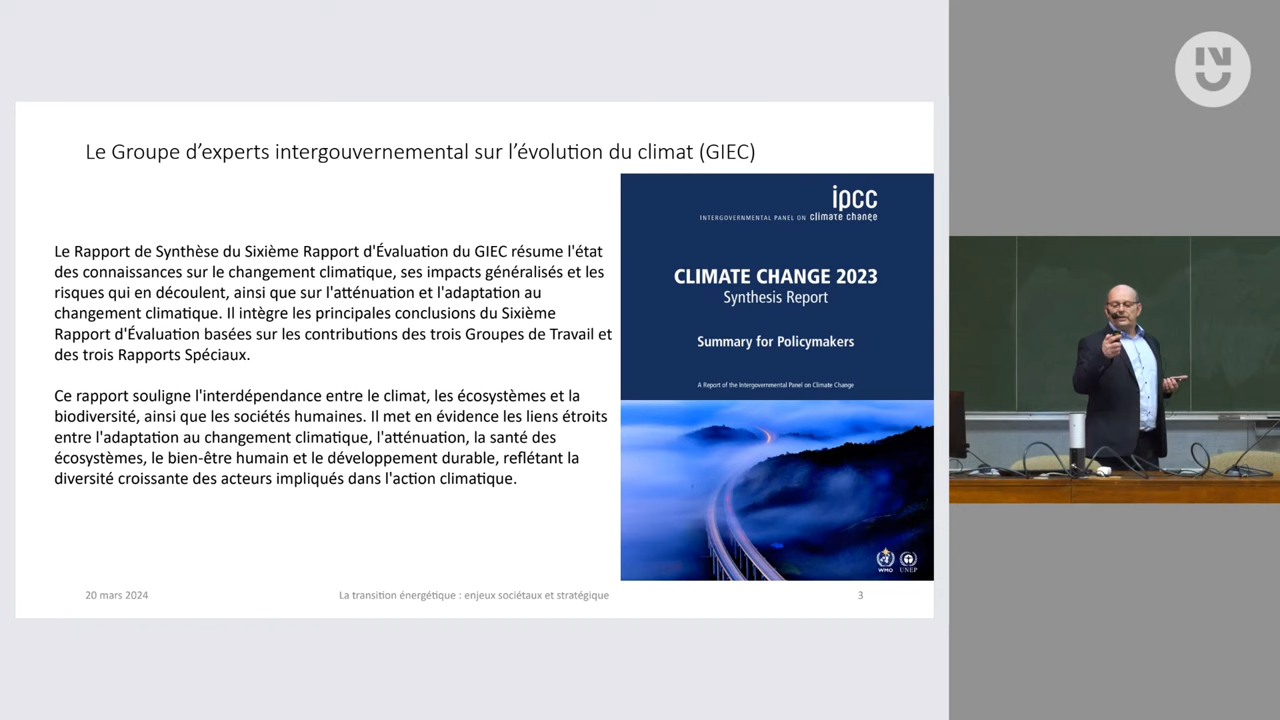 Le Groupe d’experts intergouvernemental sur l’évolution du climat (GIEC)
Le Rapport de Synthèse du Sixième Rapport d'Évaluation du GIEC résume l'état
des connaissances sur le changement climatique, ses impacts généralisés et les
risques qui en découlent, ainsi que sur l'atténuation et l'adaptation au
changement climatique. Il intègre les principales conclusions du Sixième
Rapport d'Évaluation basées sur les contributions des trois Groupes de Travail et
des trois Rapports Spéciaux.
Ce rapport souligne l'interdépendance entre le climat, les écosystèmes et la
biodiversité, ainsi que les sociétés humaines. Il met en évidence les liens étroits
entre l'adaptation au changement climatique, l'atténuation, la santé des
écosystèmes, le bien-être humain et le développement durable, reflétant la
diversité croissante des acteurs impliqués dans l'action climatique.
ipcc
INTERGOVERNMENTAL PANEL ON climate change
CLIMATE CHANGE 2023
Synthesis Report
Summary for Policymakers
A Report of the Intergovernmental Panel on Climate Change
WMO
UNEP
20 mars 2024
La transition énergétique : enjeux sociétaux et stratégique
3